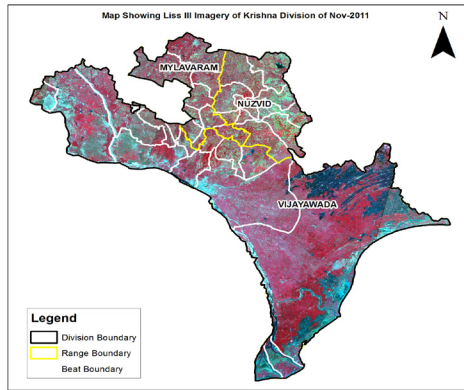 Map Showing Liss III Imagery of Krishna Division of Nov-2011
N
MYLAVARAM
NUZVID
VIJAYAWADA
Legend
Division Boundary
Range Boundary
Beat Boundary